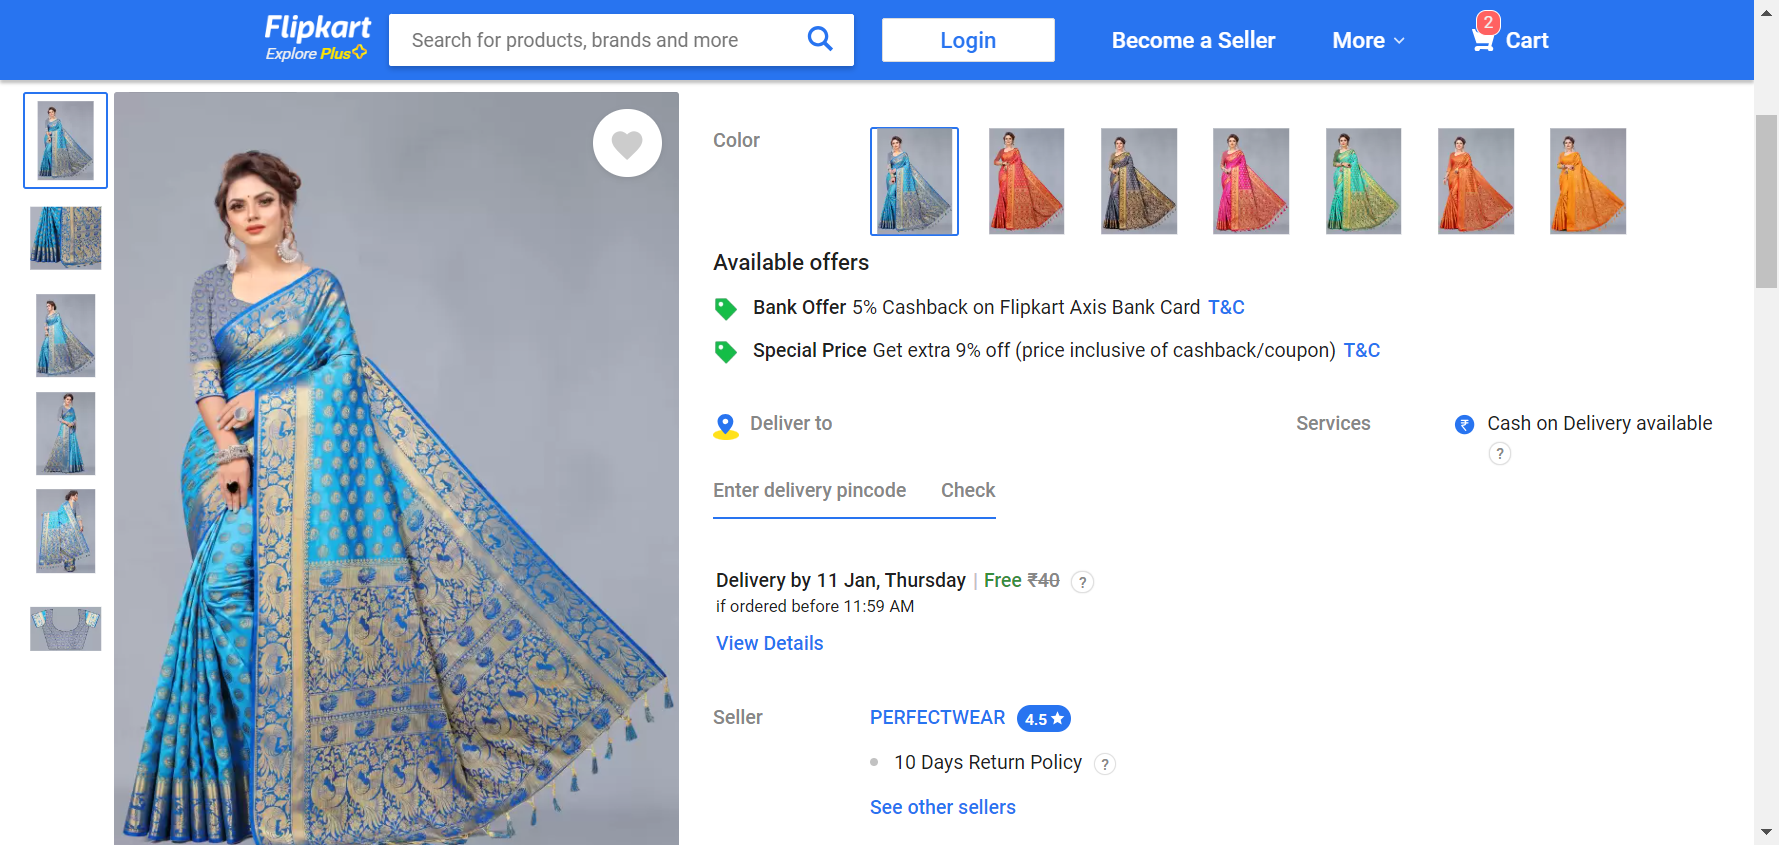 Flipkart
Explore Plus
Search for products, brands and more
Login
Become a Seller
More
2
Cart
Color
Available offers
Bank Offer 5% Cashback on Flipkart Axis Bank Card T&C
Special Price Get extra 9% off (price inclusive of cashback/coupon) T&C
Deliver to
Enter delivery pincode Check
Services
₹ Cash on Delivery available
?
Delivery by 11 Jan, Thursday | Free ₹40 ?
if ordered before 11:59 AM
View Details
Seller
PERFECTWEAR 4.5★
10 Days Return Policy ?
See other sellers